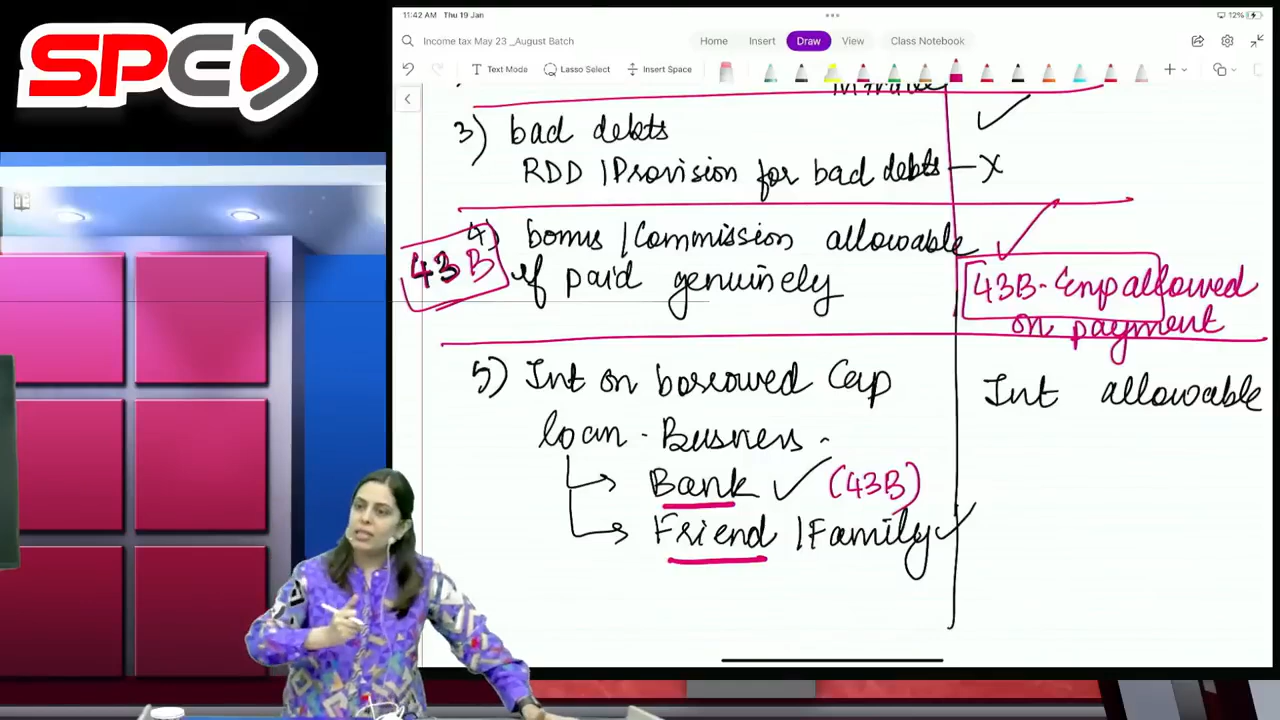 SPC
11:42 AM Thu 19 Jan
12%
Income tax May 23 _August Batch
Home Insert Draw View Class Notebook
Text Mode Lasso Select Insert Space
3) bad debts
RDD | Provision for bad debts — X
4) bonus | Commission allowable
if paid genuinely
43 B
43B - Emp allowed
on payment
5) Int on borrowed Cap
Int allowable
loan - Business -
Bank ✓ (43B)
Friend | Family ✓